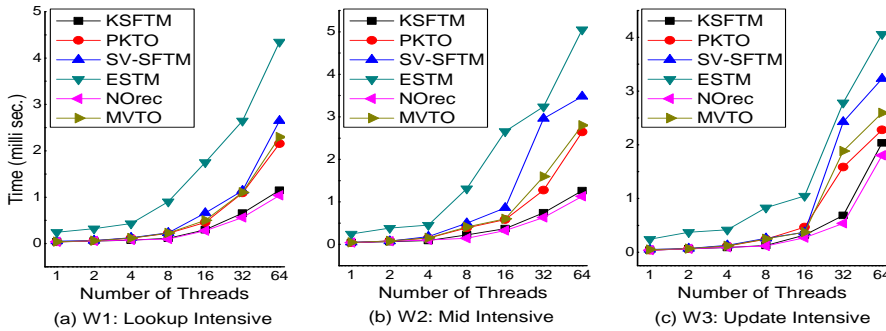 Time (milli sec.)
5
4
3
2
1
0
KSFTM
PKTO
SV-SFTM
ESTM
NOrec
MVTO
1 2 4 8 16 32 64
Number of Threads
(a) W1: Lookup Intensive
5
4
3
2
1
0
KSFTM
PKTO
SV-SFTM
ESTM
NOrec
MVTO
1 2 4 8 16 32 64
Number of Threads
(b) W2: Mid Intensive
4
3
2
1
0
KSFTM
PKTO
SV-SFTM
ESTM
NOrec
MVTO
1 2 4 8 16 32 64
Number of Threads
(c) W3: Update Intensive